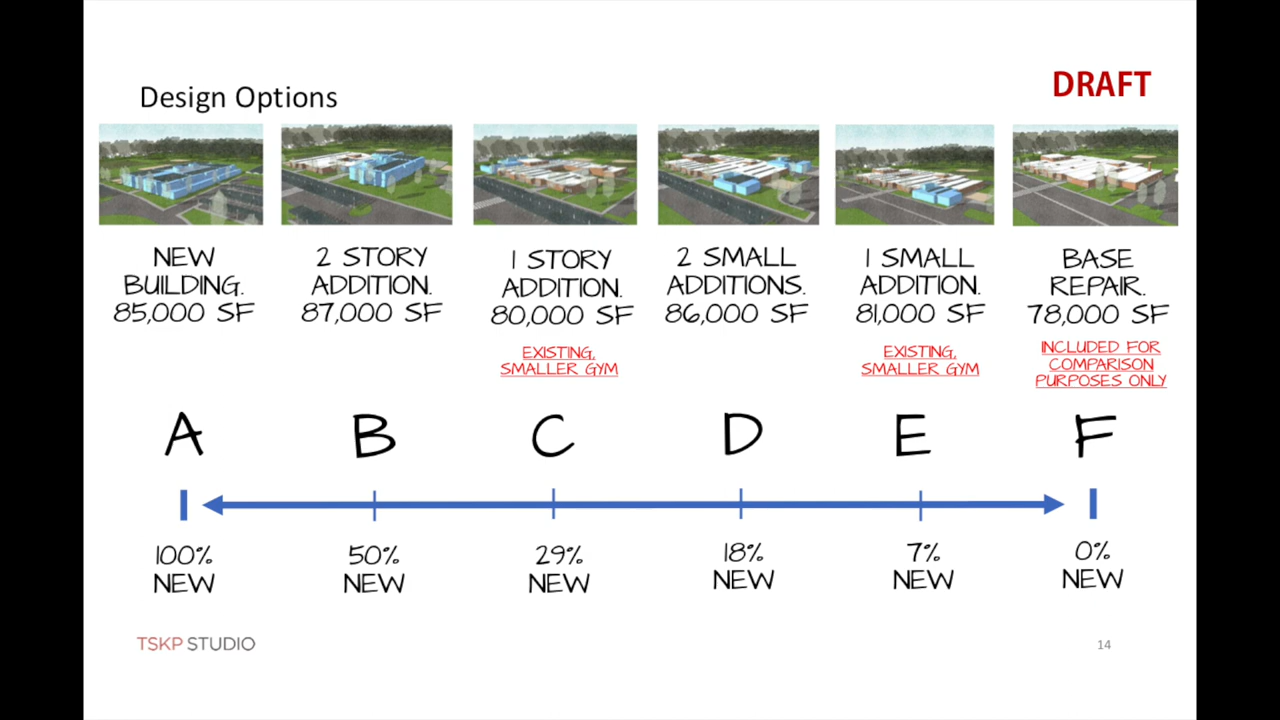 Design Options
DRAFT
NEW
BUILDING.
85,000 SF
2 STORY
ADDITION.
87,000 SF
1 STORY
ADDITION.
80,000 SF
EXISTING,
SMALLER GYM
2 SMALL
ADDITIONS.
86,000 SF
1 SMALL
ADDITION.
81,000 SF
EXISTING,
SMALLER GYM
BASE
REPAIR.
78,000 SF
INCLUDED FOR
COMPARISON
PURPOSES ONLY
A
B
C
D
E
F
100%
NEW
50%
NEW
29%
NEW
18%
NEW
7%
NEW
0%
NEW
TSKP STUDIO
14